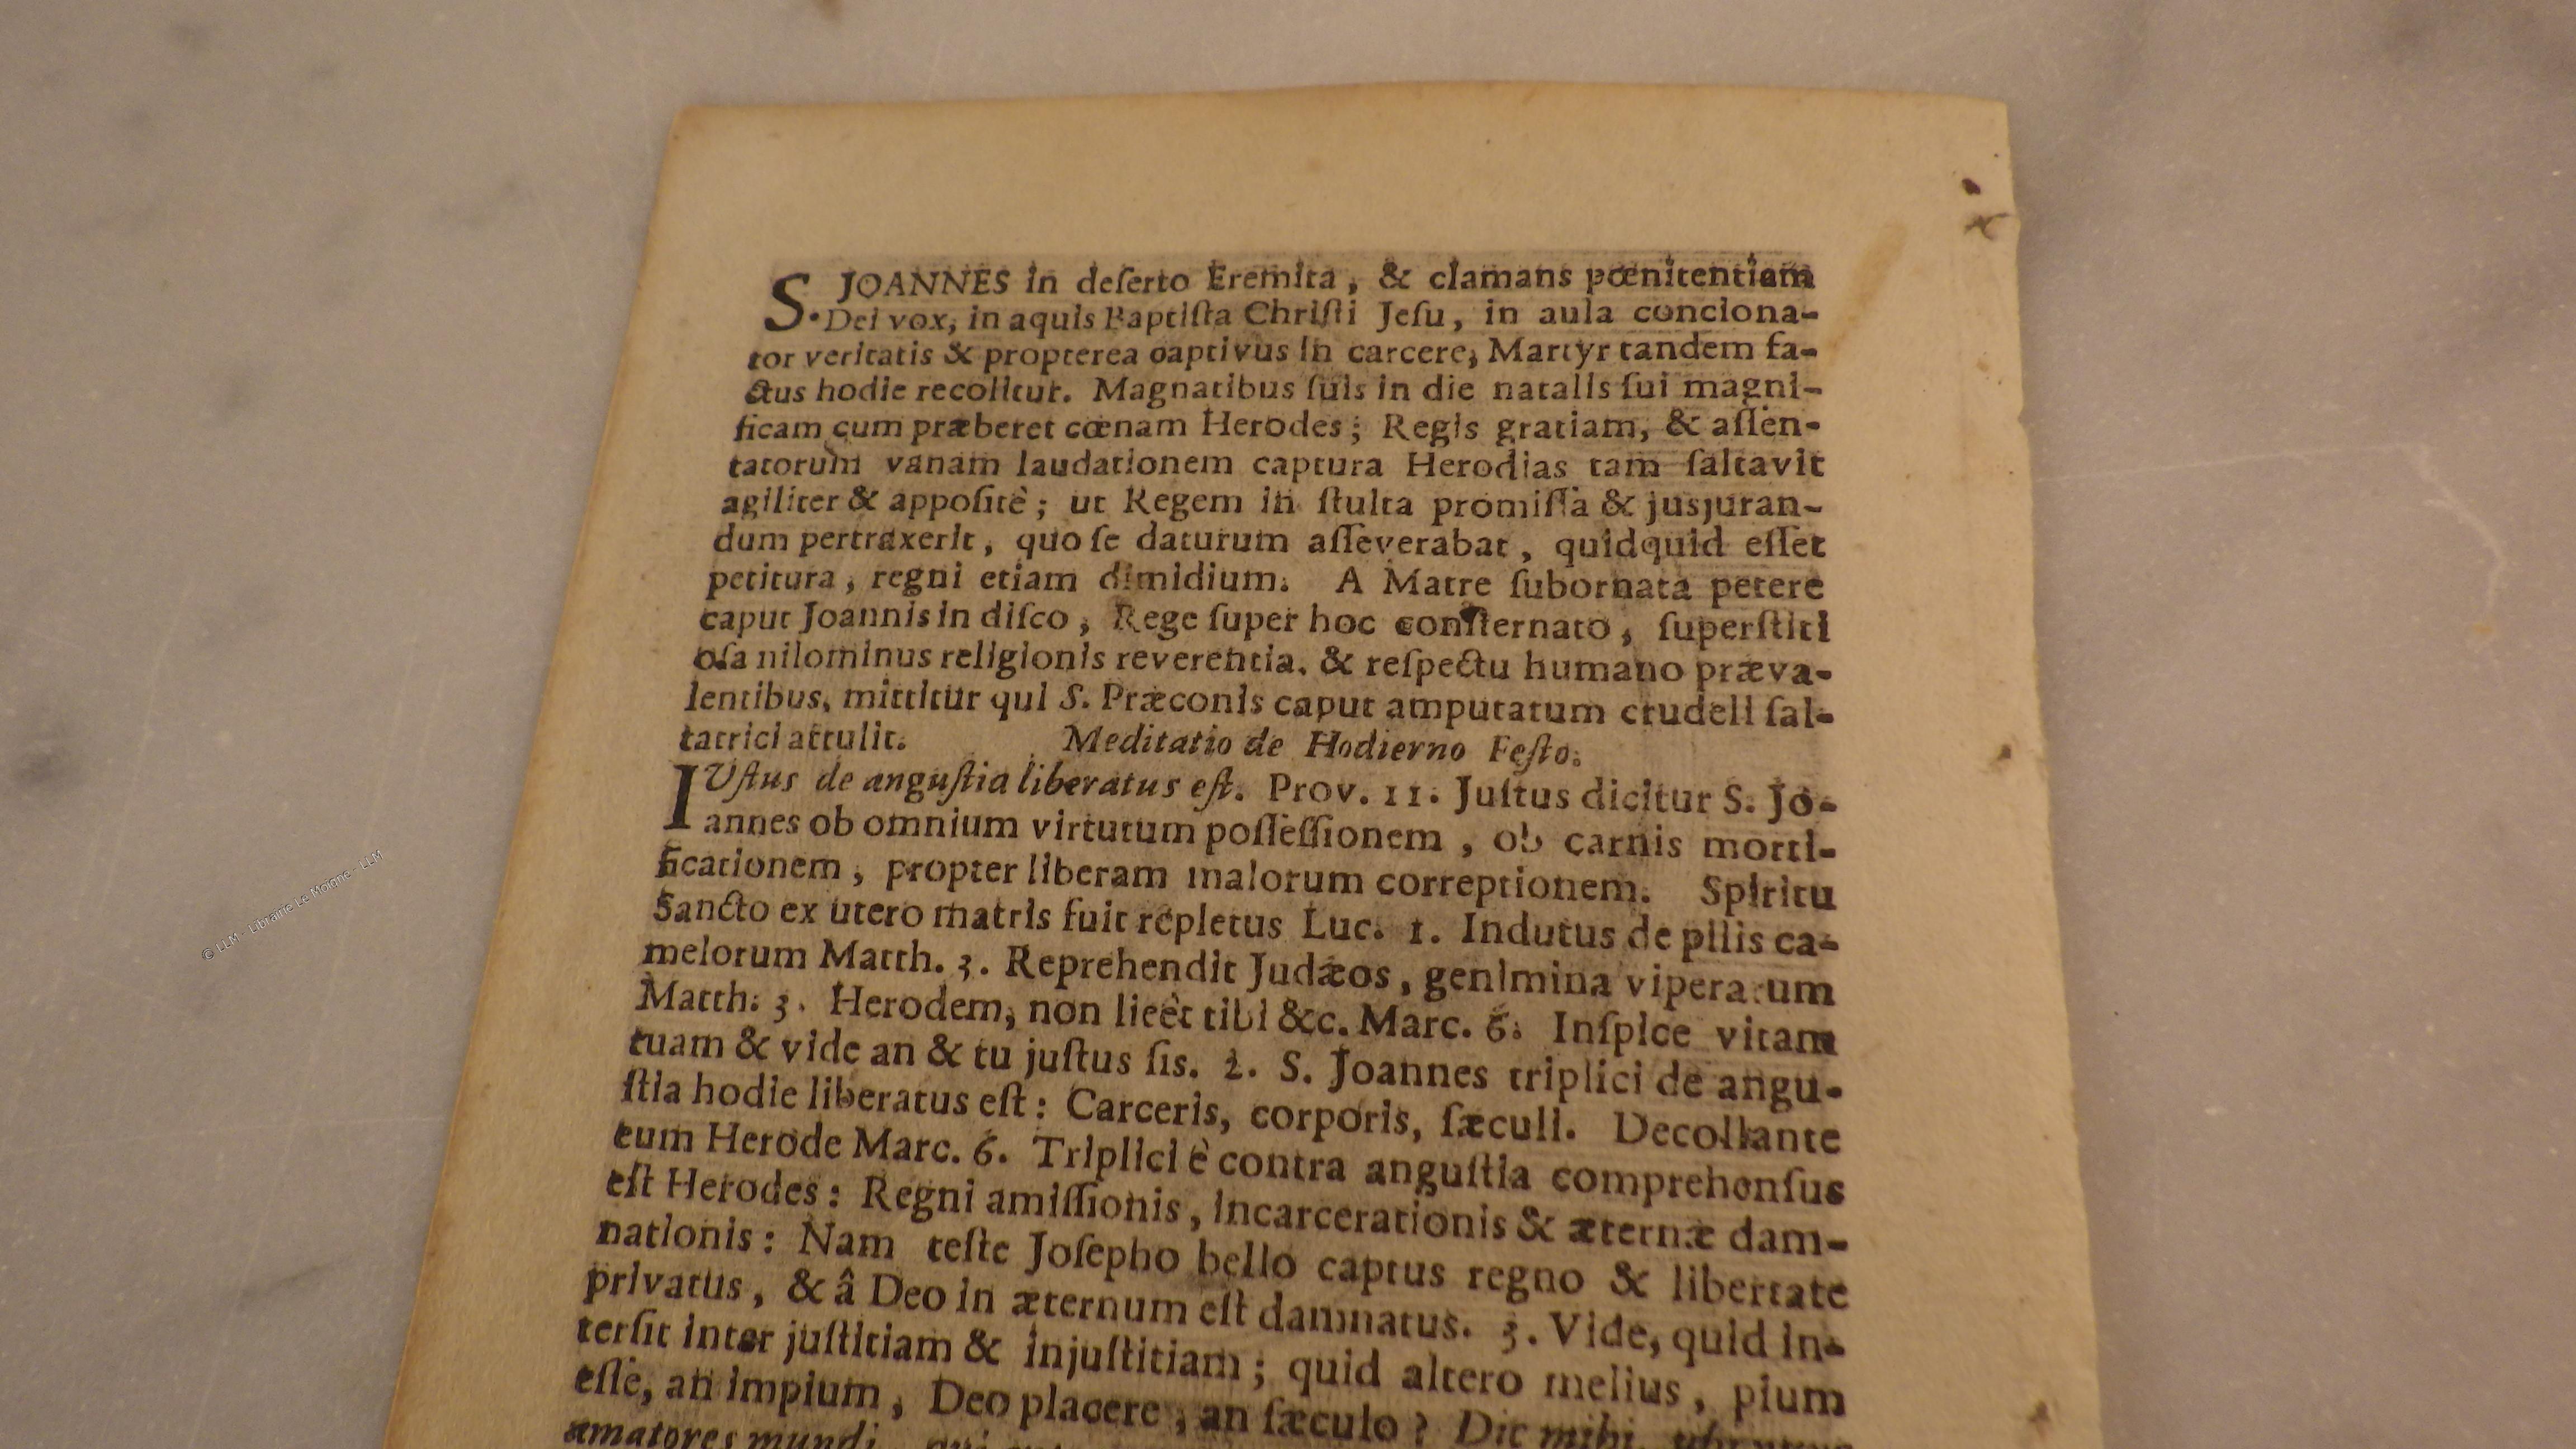 S. JOANNES in deſerto Eremita, & clamans pœnitentiam
Dei vox, in aquis Baptiſta Chriſti Jeſu, in aula conciona-
tor veritatis & propterea captivus in carcere, Martyr tandem fa-
ctus hodie recolitur. Magnatibus ſuis in die natalis ſui magni-
ficam cum præberet cœnam Herodes; Regis gratiam, & aſſen-
tatorum vanam laudationem captura Herodias tam ſaltavit
agiliter & appoſitè; ut Regem in ſtulta promiſſa & jusjuran-
dum pertraxerit, quo ſe daturum aſſeverabat, quidquid eſſet
petitura, regni etiam dimidium. A Matre ſubornata petere
caput Joannis in diſco, Rege ſuper hoc conſternato, ſuperſtiti
oſa nilominus religionis reverentia, & reſpectu humano præva-
lentibus, mittitur qui S. Præconis caput amputatum crudeli ſal-
tatrici attulit. Meditatio de Hodierno Feſto.
IUſtus de anguſtia liberatus eſt. Prov. 11. Juſtus dicitur S. Jo-
annes ob omnium virtutum poſſeſſionem, ob carnis morti-
ficationem, propter liberam malorum correptionem. Spiritu
Sancto ex utero matris fuit repletus Luc. 1. Indutus de pilis ca-
melorum Matth. 3. Reprehendit Judæos, genimina viperarum
Matth. 3. Herodem, non licet tibi &c. Marc. 6. Inſpice vitam
tuam & vide an & tu juſtus ſis. 2. S. Joannes triplici de angu-
ſtia hodie liberatus eſt: Carceris, corporis, ſæculi. Decollante
eum Herode Marc. 6. Triplici è contra anguſtia comprehenſus
eſt Herodes: Regni amiſſionis, incarcerationis & æternæ dam-
nationis: Nam teſte Joſepho bello captus regno & libertate
privatus, & â Deo in æternum eſt damnatus. 3. Vide, quid in-
terſit inter juſtitiam & injuſtitiam; quid altero melius, pium
eſſe, an impium, Deo placere, an ſæculo? Dic mihi, ubi
amatores mundi, qui
© LLM - Librairie Le Moigne - LLM